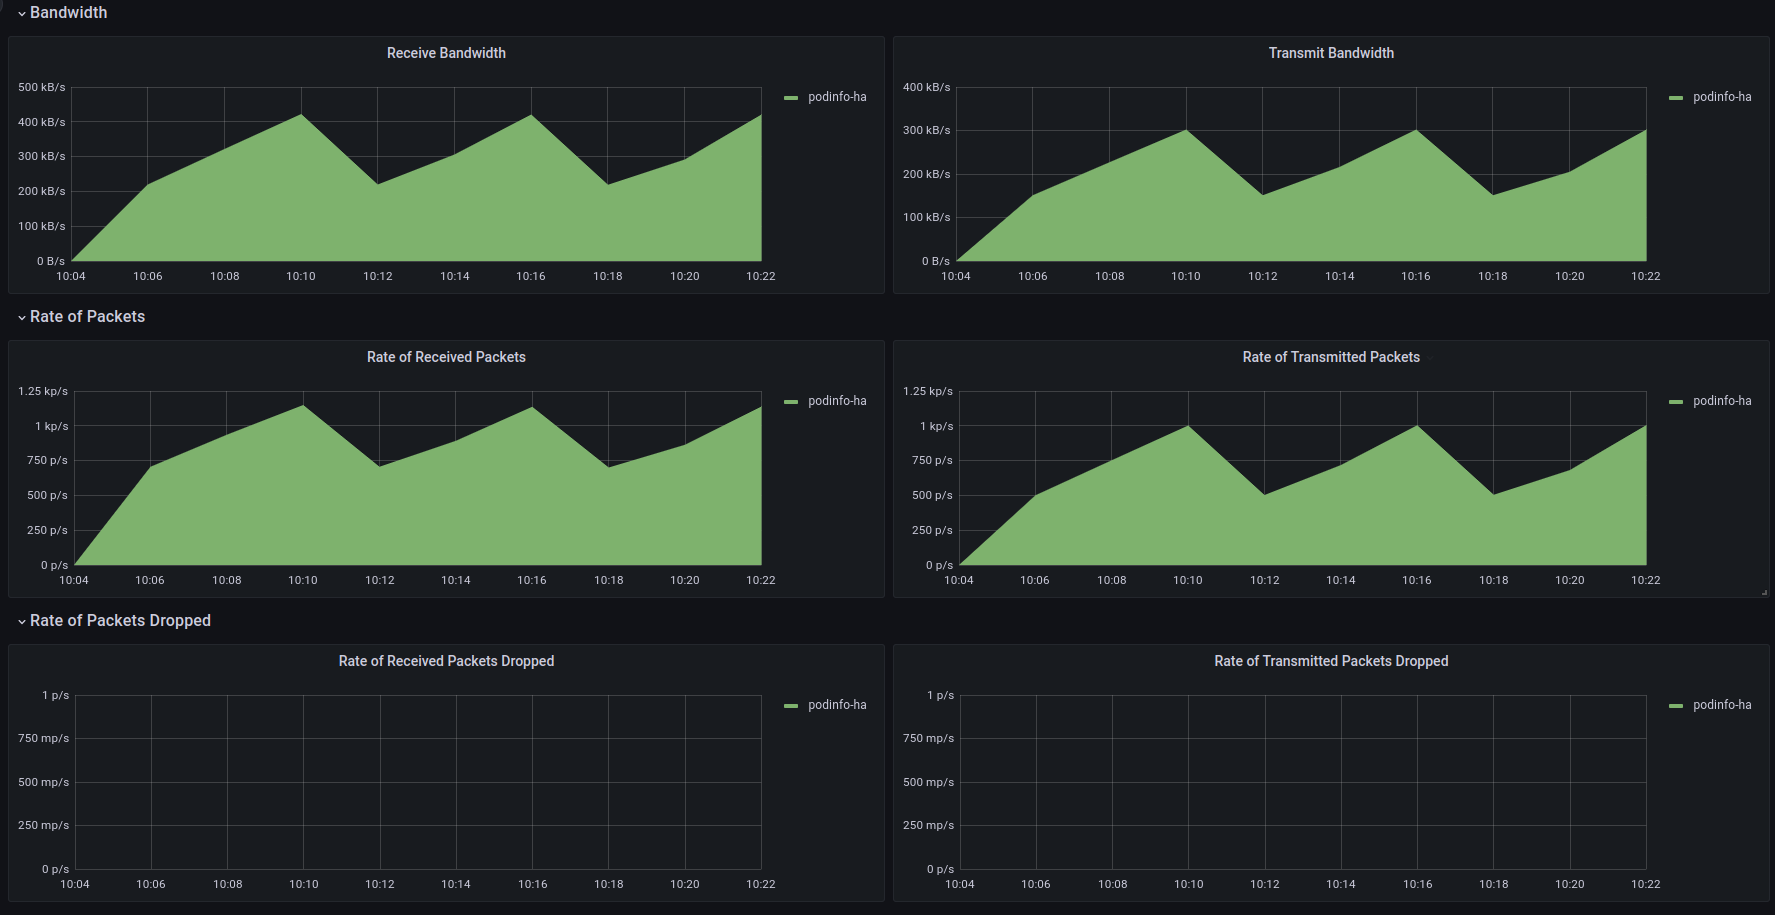 Bandwidth
Receive Bandwidth
500 kB/s
400 kB/s
300 kB/s
200 kB/s
100 kB/s
0 B/s
10:04 10:06 10:08 10:10 10:12 10:14 10:16 10:18 10:20 10:22
podinfo-ha
Transmit Bandwidth
400 kB/s
300 kB/s
200 kB/s
100 kB/s
0 B/s
10:04 10:06 10:08 10:10 10:12 10:14 10:16 10:18 10:20 10:22
podinfo-ha
Rate of Packets
Rate of Received Packets
1.25 kp/s
1 kp/s
750 p/s
500 p/s
250 p/s
0 p/s
10:04 10:06 10:08 10:10 10:12 10:14 10:16 10:18 10:20 10:22
podinfo-ha
Rate of Transmitted Packets
1.25 kp/s
1 kp/s
750 p/s
500 p/s
250 p/s
0 p/s
10:04 10:06 10:08 10:10 10:12 10:14 10:16 10:18 10:20 10:22
podinfo-ha
Rate of Packets Dropped
Rate of Received Packets Dropped
1 p/s
750 mp/s
500 mp/s
250 mp/s
0 p/s
10:04 10:06 10:08 10:10 10:12 10:14 10:16 10:18 10:20 10:22
podinfo-ha
Rate of Transmitted Packets Dropped
1 p/s
750 mp/s
500 mp/s
250 mp/s
0 p/s
10:04 10:06 10:08 10:10 10:12 10:14 10:16 10:18 10:20 10:22
podinfo-ha